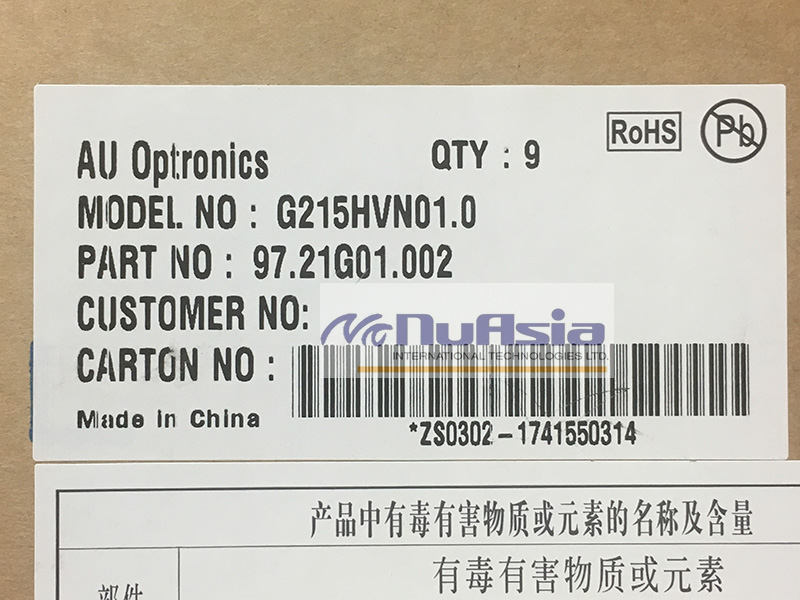 AU Optronics QTY : 9 RoHS Pb
MODEL NO : G215HVN01.0
PART NO : 97.21G01.002
CUSTOMER NO:
NuAsia
INTERNATIONAL TECHNOLOGIES LTD.
CARTON NO :
Made in China
*ZS0302-1741550314
产品中有毒有害物质或元素的名称及含量
有毒有害物质或元素
部件